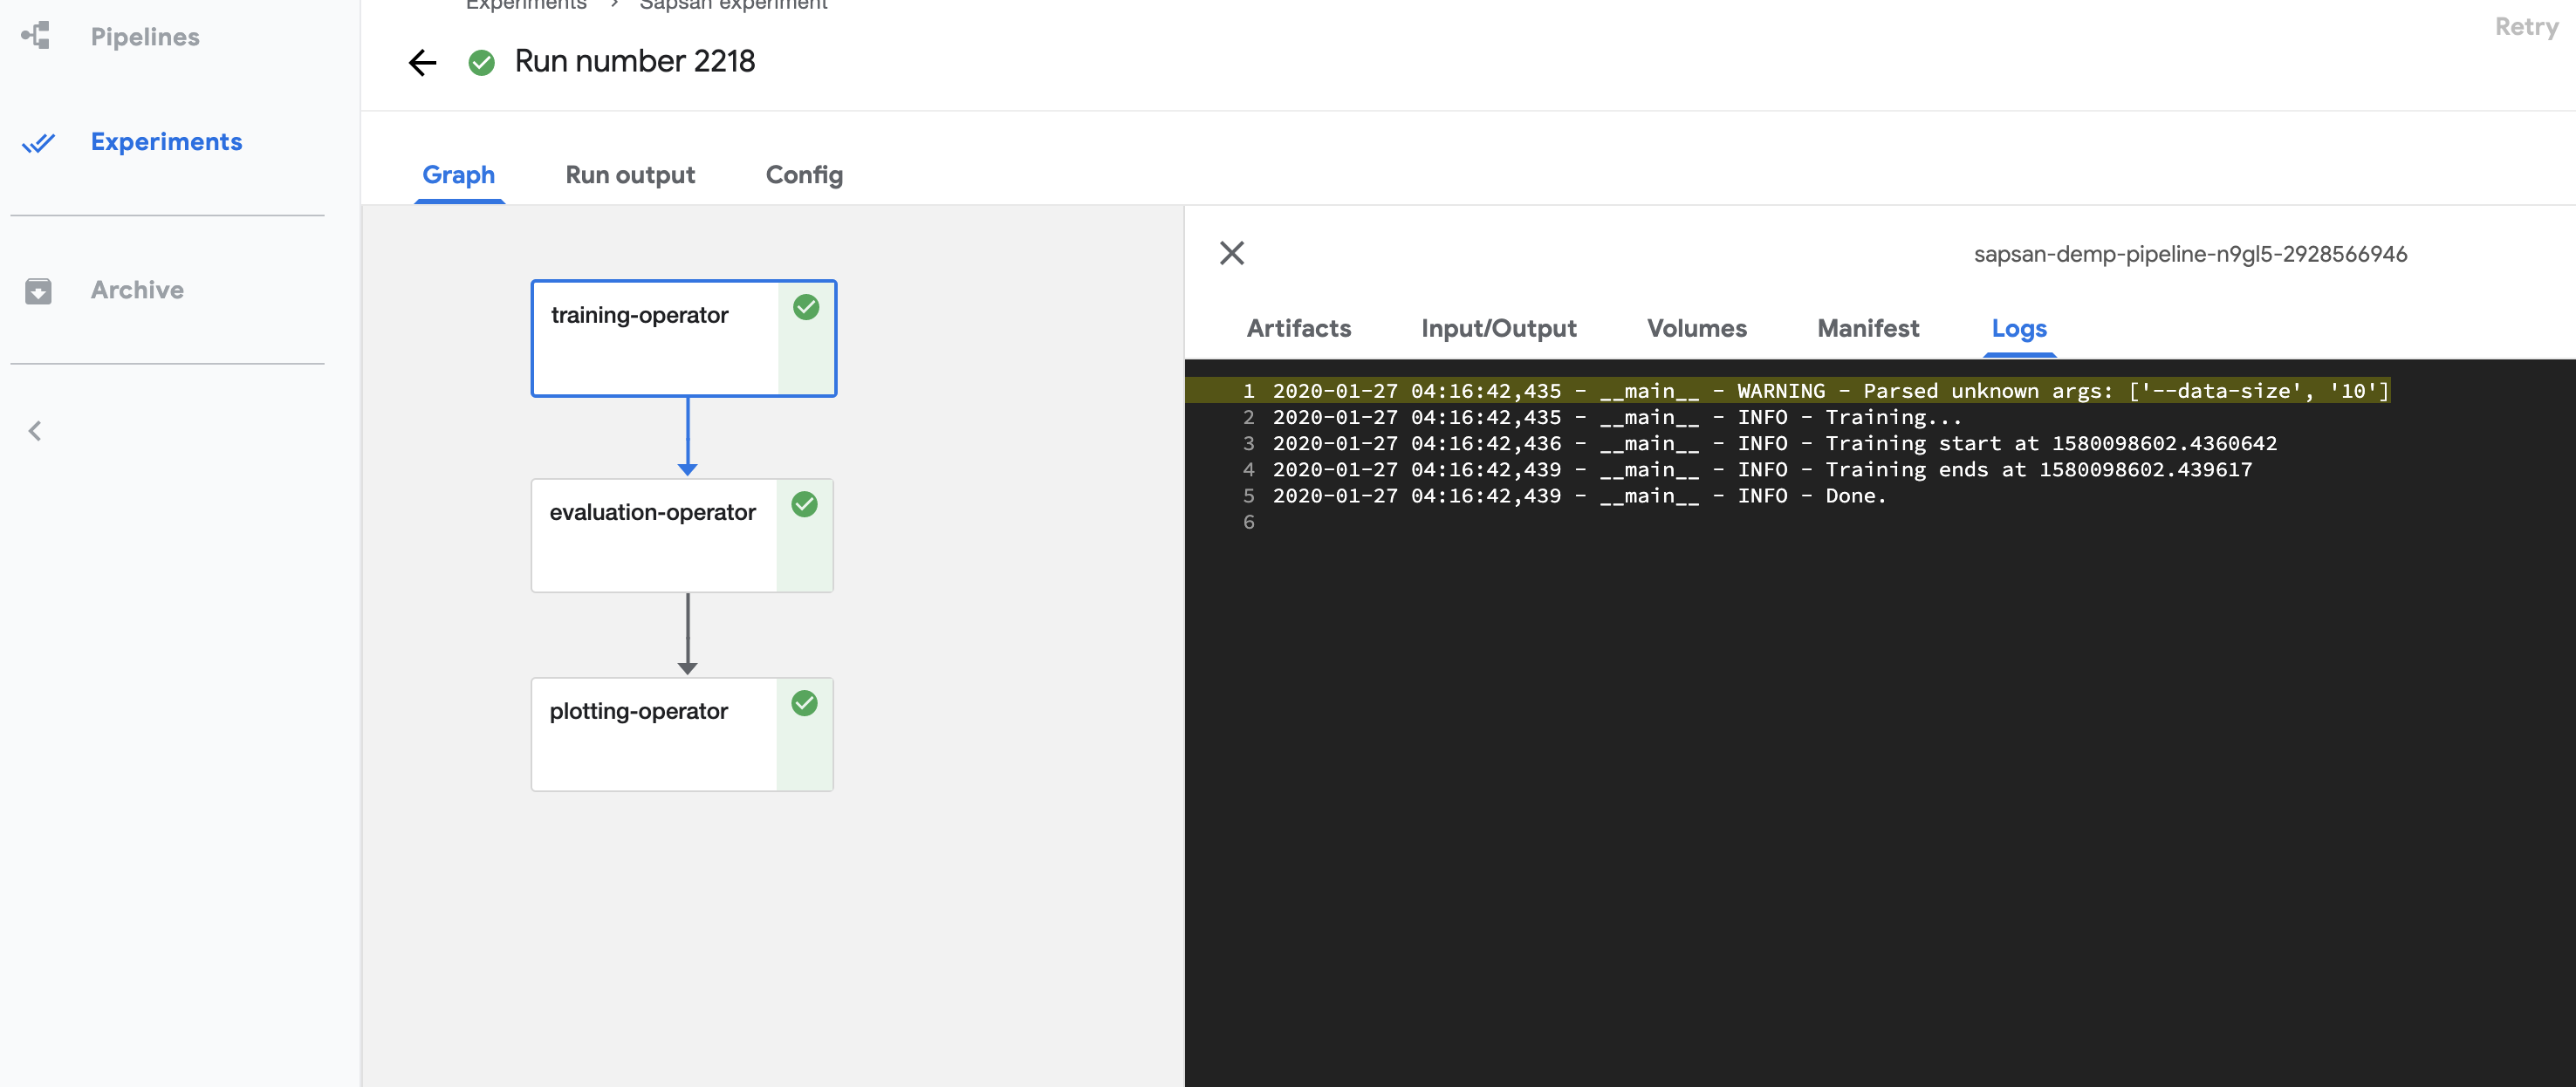 Pipelines
Experiments
Archive
Experiments > Sapsan experiment
Retry
Run number 2218
Graph Run output Config
training-operator
evaluation-operator
plotting-operator
sapsan-demp-pipeline-n9gl5-2928566946
Artifacts Input/Output Volumes Manifest Logs
1 2020-01-27 04:16:42,435 - __main__ - WARNING - Parsed unknown args: ['--data-size', '10']
2 2020-01-27 04:16:42,435 - __main__ - INFO - Training...
3 2020-01-27 04:16:42,436 - __main__ - INFO - Training start at 1580098602.4360642
4 2020-01-27 04:16:42,439 - __main__ - INFO - Training ends at 1580098602.439617
5 2020-01-27 04:16:42,439 - __main__ - INFO - Done.
6